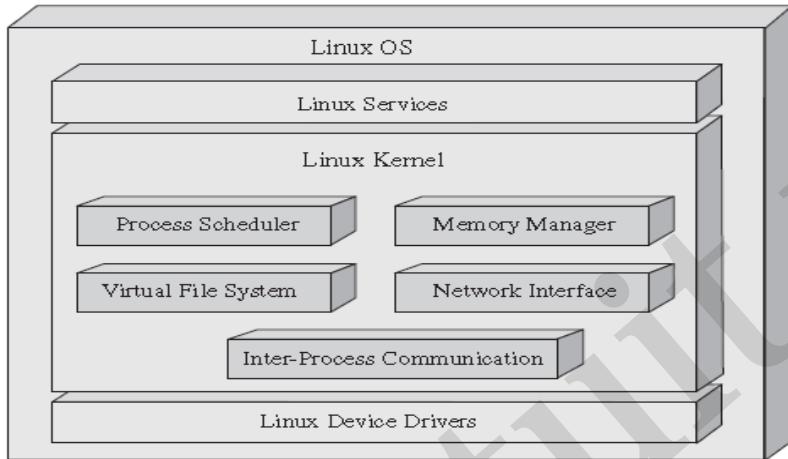 Linux OS
Linux Services
Linux Kernel
Process Scheduler
Memory Manager
Virtual File System
Network Interface
Inter-Process Communication
Linux Device Drivers